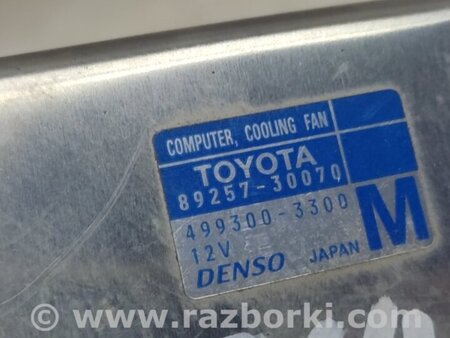 COMPUTER, COOLING FAN
TOYOTA
89257-30070
499300-3300
12V
DENSO JAPAN M
© www.razborki.com